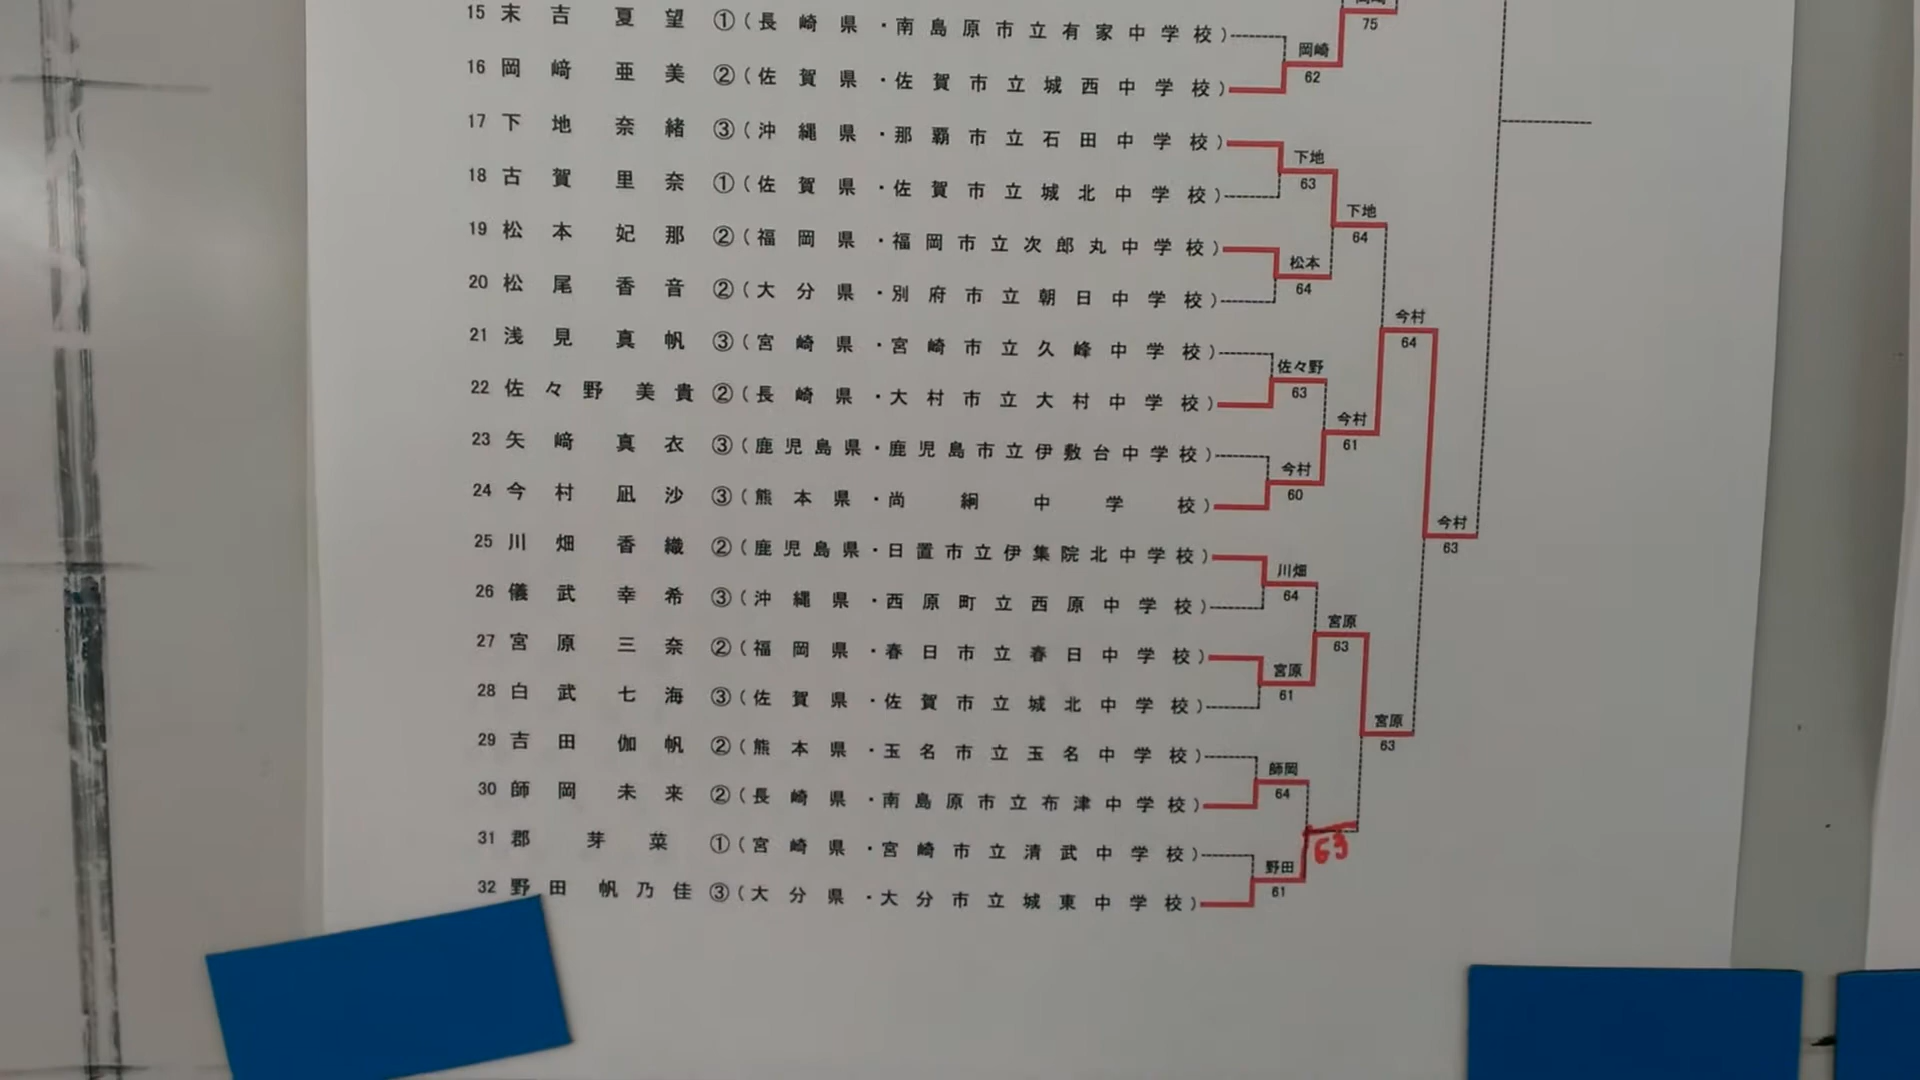 75
15 末吉 夏望 ①(長崎県・南島原市立有家中学校)
岡崎
62
16 岡﨑 亜美 ②(佐賀県・佐賀市立城西中学校)
17 下地 奈緒 ③(沖縄県・那覇市立石田中学校)
下地
63
18 古賀 里奈 ①(佐賀県・佐賀市立城北中学校)
下地
64
19 松本 妃那 ②(福岡県・福岡市立次郎丸中学校)
松本
64
20 松尾 香音 ②(大分県・別府市立朝日中学校)
今村
64
21 浅見 真帆 ③(宮崎県・宮崎市立久峰中学校)
佐々野
63
22 佐々野 美貴 ②(長崎県・大村市立大村中学校)
今村
61
23 矢﨑 真衣 ③(鹿児島県・鹿児島市立伊敷台中学校)
今村
60
24 今村 凪沙 ③(熊本県・尚絅中学校)
今村
63
25 川畑 香織 ②(鹿児島県・日置市立伊集院北中学校)
川畑
64
26 儀武 幸希 ③(沖縄県・西原町立西原中学校)
宮原
63
27 宮原 三奈 ②(福岡県・春日市立春日中学校)
宮原
61
28 白武 七海 ③(佐賀県・佐賀市立城北中学校)
宮原
63
29 吉田 伽帆 ②(熊本県・玉名市立玉名中学校)
師岡
64
30 師岡 未来 ②(長崎県・南島原市立布津中学校)
63
31 郡 芽菜 ①(宮崎県・宮崎市立清武中学校)
野田
61
32 野田 帆乃佳 ③(大分県・大分市立城東中学校)